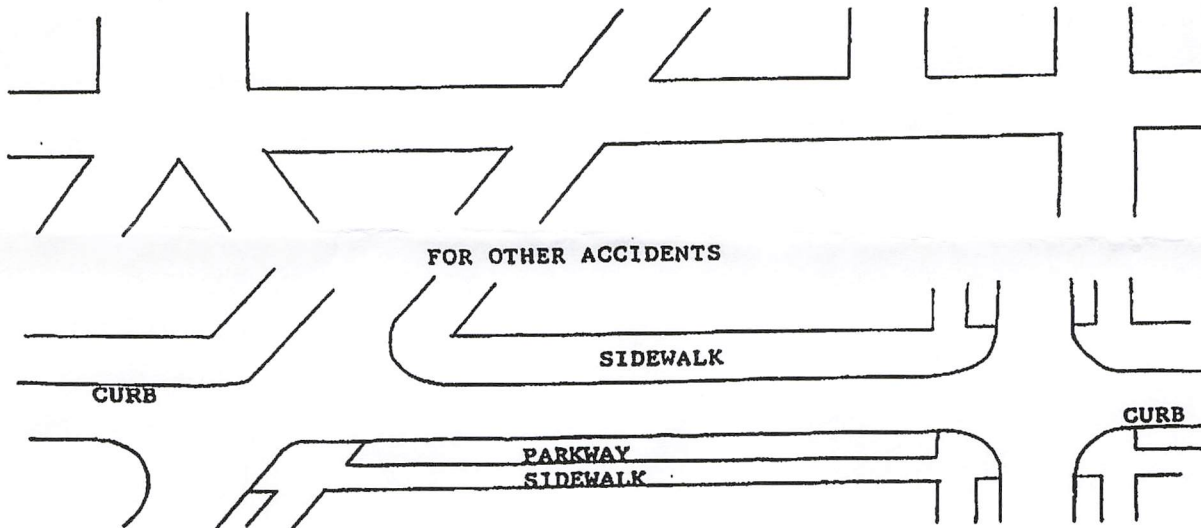 FOR OTHER ACCIDENTS
SIDEWALK
CURB
CURB
PARKWAY
SIDEWALK